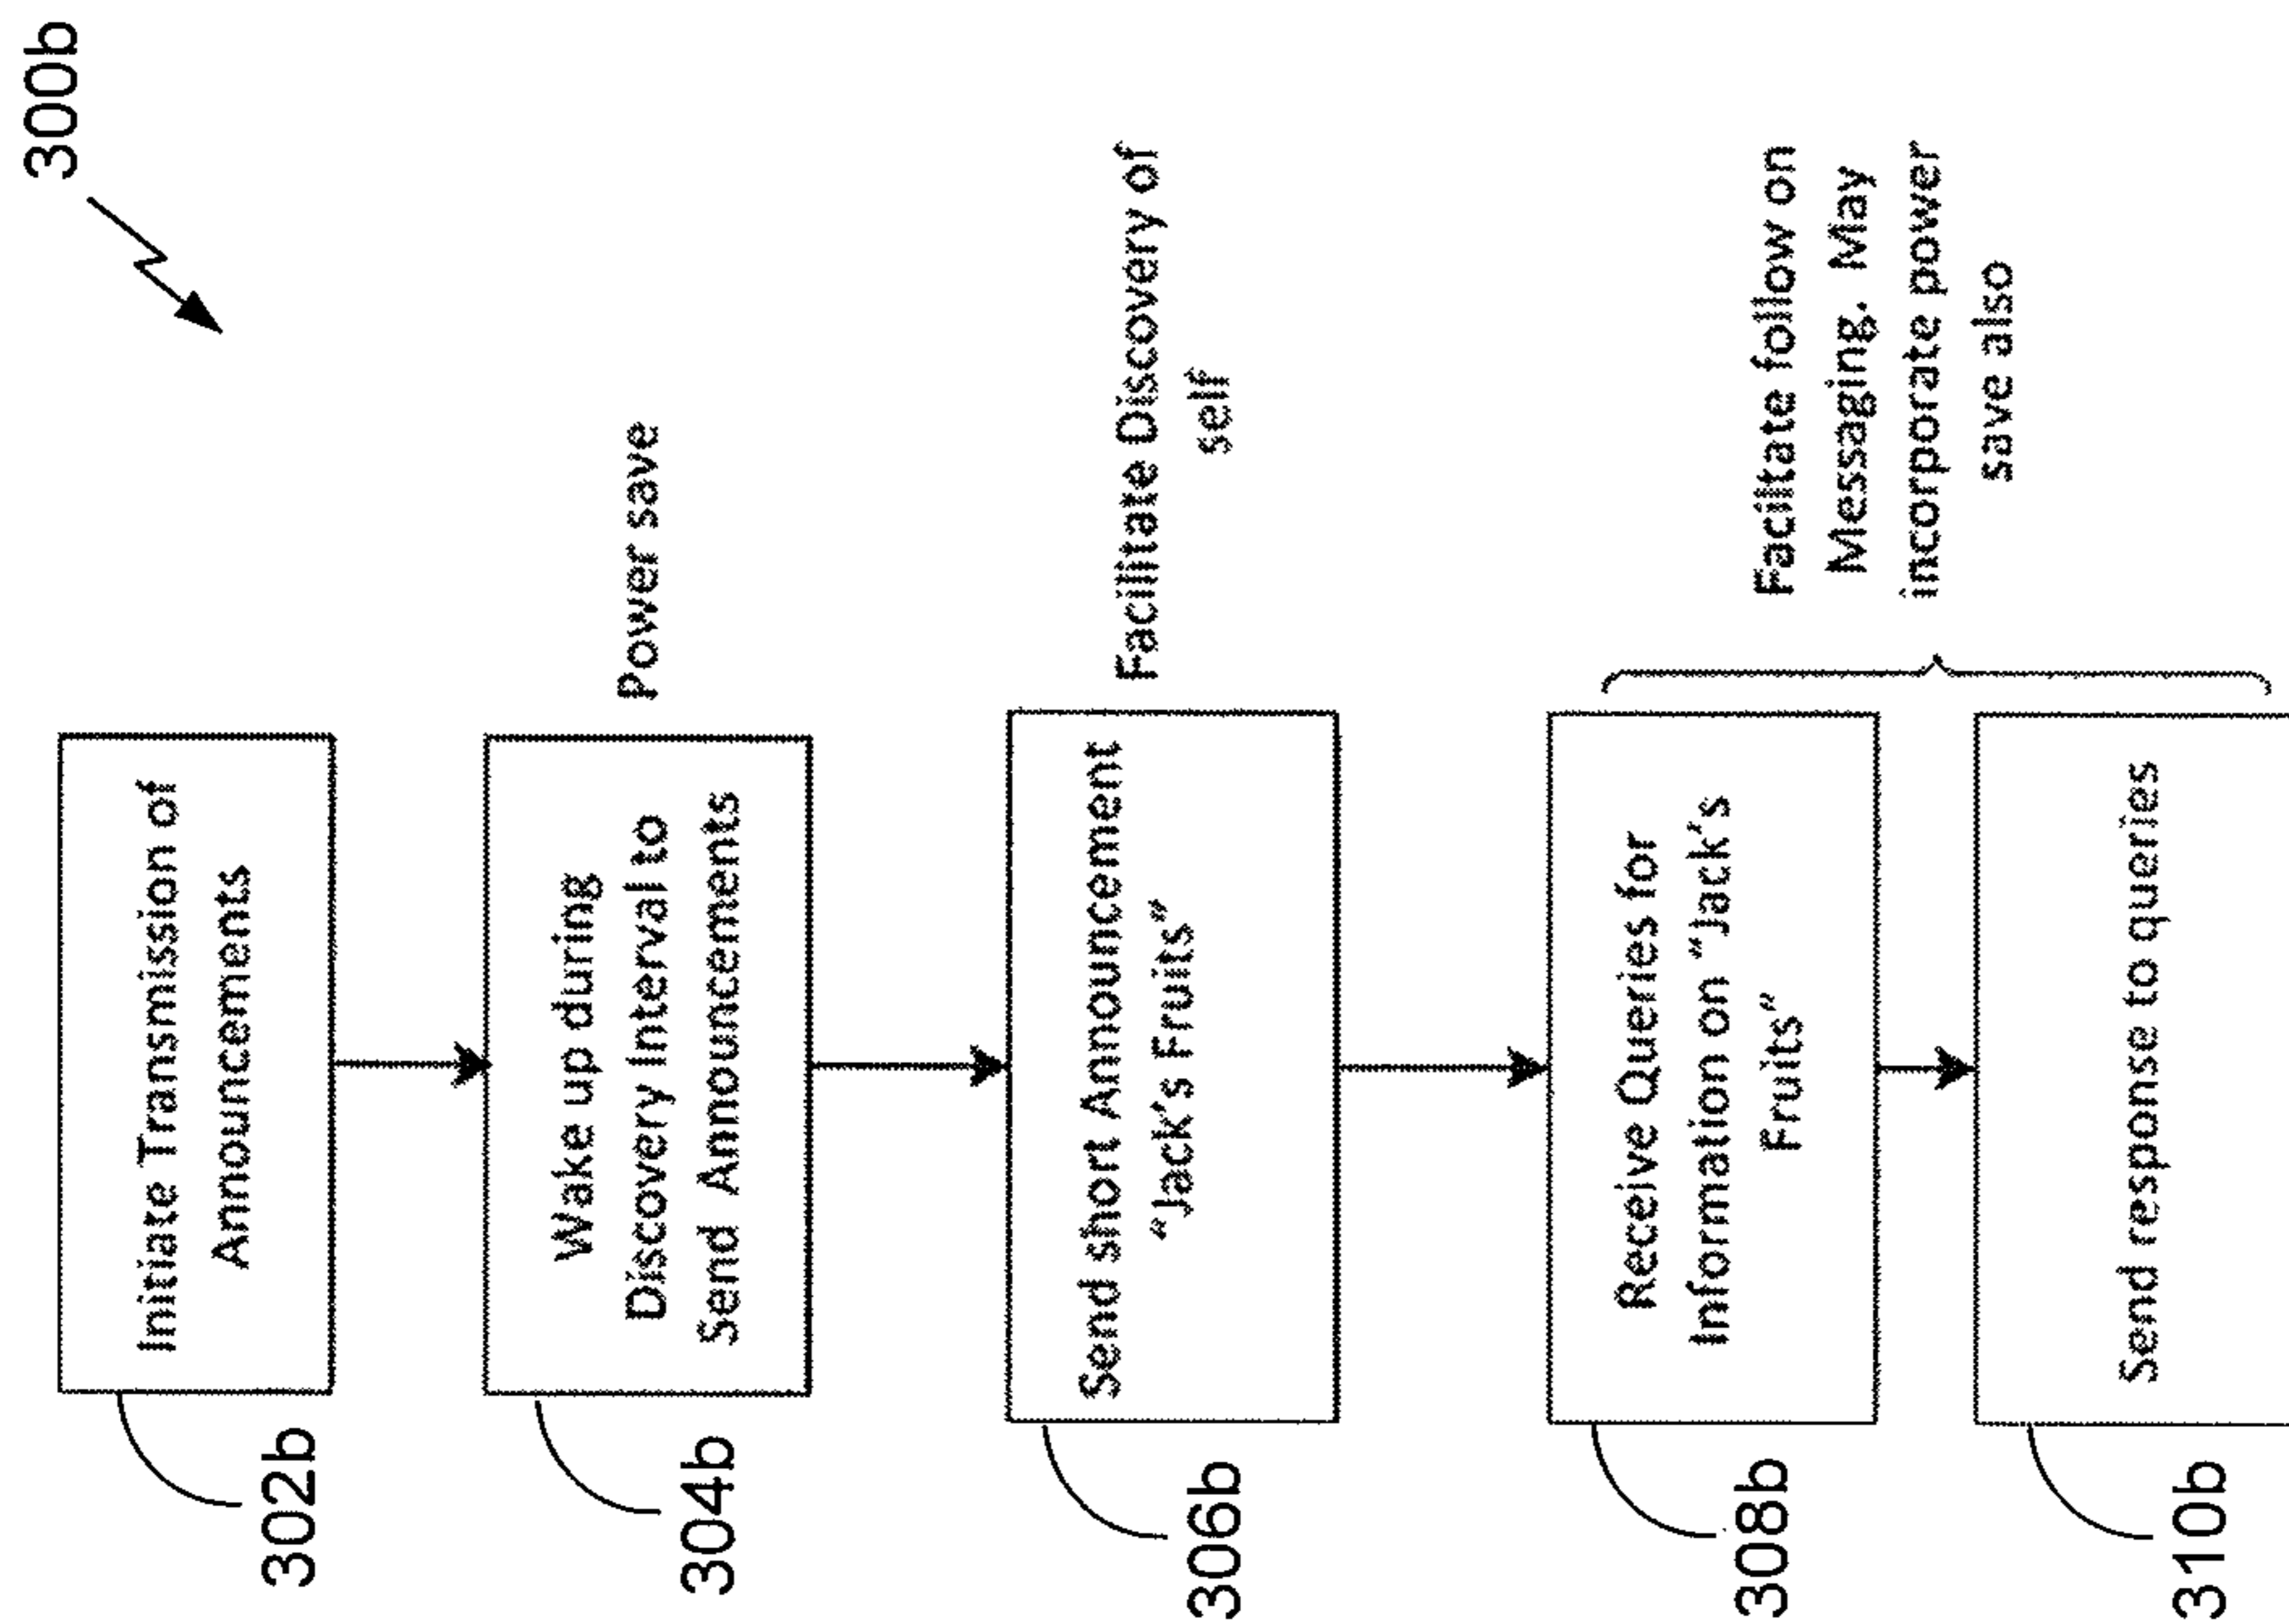 300b
302b
Initiate Transmission of
Announcements
304b
Wake up during
Discovery Interval to
Send Announcements
Power save
306b
Send short Announcement
“Jack’s Fruits”
Facilitate Discovery of
self
308b
Receive Queries for
Information on “Jack’s
Fruits”
310b
Send response to queries
Facilitate follow on
Messaging. May
incorporate power
save also